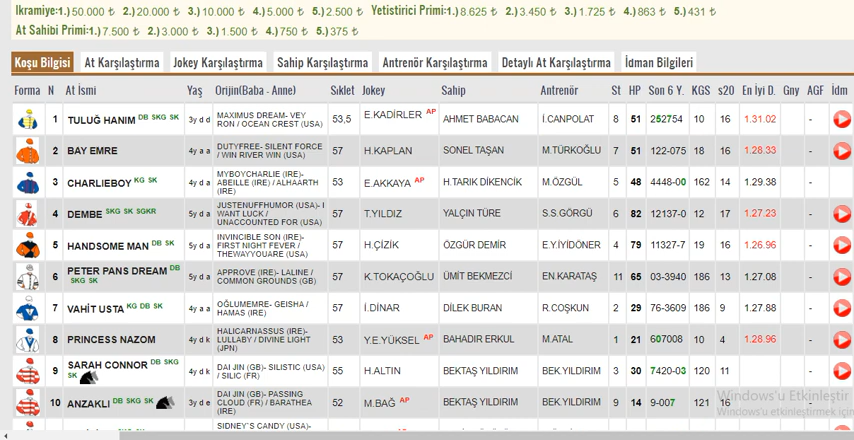 İkramiye:1.) 50.000 ₺ 2.) 20.000 ₺ 3.) 10.000 ₺ 4.) 5.000 ₺ 5.) 2.500 ₺ Yetistirici Primi:1.) 8.625 ₺ 2.) 3.450 ₺ 3.) 1.725 ₺ 4.) 863 ₺ 5.) 431 ₺
At Sahibi Primi:1.) 7.500 ₺ 2.) 3.000 ₺ 3.) 1.500 ₺ 4.) 750 ₺ 5.) 375 ₺
Koşu Bilgisi At Karşılaştırma Jokey Karşılaştırma Sahip Karşılaştırma Antrenör Karşılaştırma Detaylı At Karşılaştırma İdman Bilgileri
Forma N At İsmi Yaş Orijin(Baba - Anne) Sıklet Jokey Sahip Antrenör St HP Son 6 Y. KGS s20 En İyi D. Gny AGF İdm
1 TULUĞ HANIM DB SKG SK 3y d d MAXIMUS DREAM- VEY RON / OCEAN CREST (USA) 53,5 E.KADİRLER AP AHMET BABACAN İ.CANPOLAT 8 51 252754 10 16 1.31.02 -
2 BAY EMRE 4y a a DUTYFREE- SILENT FORCE / WIN RIVER WIN (USA) 57 H.KAPLAN SONEL TAŞAN M.TÜRKOĞLU 7 51 122-075 18 16 1.28.33 -
3 CHARLIEBOY KG SK 4y a a MYBOYCHARLIE (IRE)- ABEILLE (IRE) / ALHAARTH (IRE) 53 E.AKKAYA AP H.TARIK DİKENCİK M.ÖZGÜL 5 48 4448-00 162 14 1.29.38 -
4 DEMBE SKG SK SGKR 5y d a JUSTENUFFHUMOR (USA)- I WANT LUCK / UNACCOUNTED FOR (USA) 57 T.YILDIZ YALÇIN TÜRE S.S.GÖRGÜ 6 82 12137-0 12 17 1.27.23 -
5 HANDSOME MAN DB SK 5y d a INVINCIBLE SON (IRE)- FIRST NIGHT FEVER / THEWAYYOUARE (USA) 57 H.ÇİZİK ÖZGÜR DEMİR E.Y.İYİDÖNER 4 79 11327-7 19 16 1.26.96 -
6 PETER PANS DREAM DB SKG SK 5y d a APPROVE (IRE)- LALINE / COMMON GROUNDS (GB) 57 K.TOKAÇOĞLU ÜMİT BEKMEZCİ EN.KARATAŞ 11 65 03-3940 186 13 1.27.08 -
7 VAHİT USTA KG DB SK 4y a a OĞLUMEMRE- GEISHA / HAMAS (IRE) 57 İ.DİNAR DİLEK BURAN R.COŞKUN 2 29 76-3609 186 9 1.27.88 -
8 PRINCESS NAZOM 4y d k HALICARNASSUS (IRE)- LULLABY / DIVINE LIGHT (JPN) 53 Y.E.YÜKSEL AP BAHADIR ERKUL M.ATAL 1 21 607008 10 4 1.28.96 -
9 SARAH CONNOR DB SKG SK 4y d k DAI JIN (GB)- SILISTIC (USA) / SILIC (FR) 55 H.ALTIN BEKTAŞ YILDIRIM BEK.YILDIRIM 3 30 7420-03 120 11 -
10 ANZAKLI DB SKG SK 3y d e DAI JIN (GB)- PASSING CLOUD (FR) / BARATHEA (IRE) 52 M.BAĞ AP BEKTAŞ YILDIRIM BEK.YILDIRIM 9 14 9-007 121 16 -
SIDNEY'S CANDY (USA)-
Windows'u Etkinleştir
Windows'u etkinleştirmek için